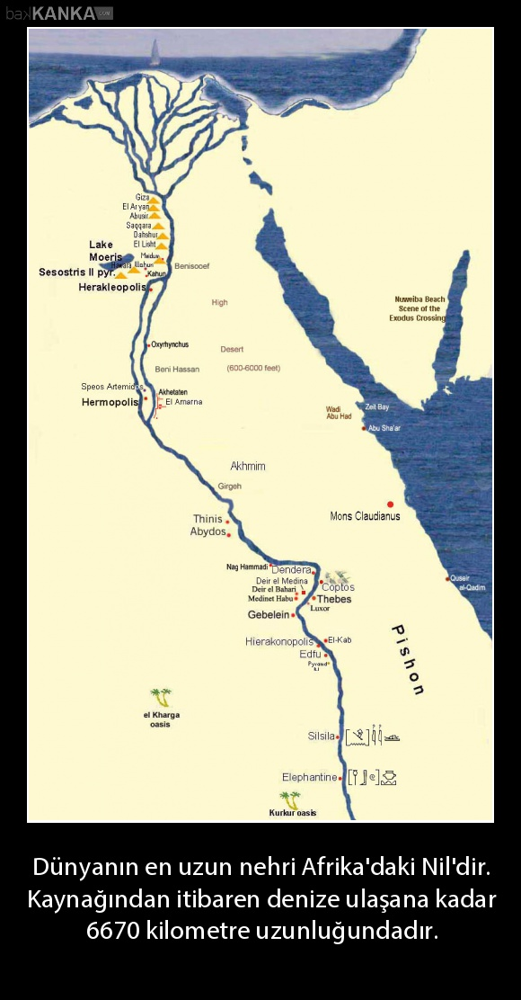 bakKANKA.COM
Giza
El Aryan
Abusir
Saqqara
Dahshur
El Lisht
Lake
Moeris
Medum
Hawara Illahun
Benisooef
Sesostris II pyr.
Kahun
Herakleopolis
Nuweiba Beach
Scene of the
Exodus Crossing
High
Oxyrhynchus
Desert
Beni Hassan
(600-6000 feet)
Speos Artemidos
Akhetaten
Hermopolis
El Amarna
Wadi
Abu Had
Zeit Bay
Abu Sha'ar
Akhmim
Girgeh
Thinis
Abydos
Mons Claudianus
Nag Hammadi
Dendera
Deir el Medina
Coptos
Deir el Bahari
Medinet Habu
Thebes
Luxor
Quseir
al-Qadim
Gebelein
Pishon
Hierakonopolis
El-Kab
Edfu
Pyramid
el Kharga
oasis
Silsila
Elephantine
Kurkur oasis
Dünyanın en uzun nehri Afrika'daki Nil'dir.
Kaynağından itibaren denize ulaşana kadar
6670 kilometre uzunluğundadır.